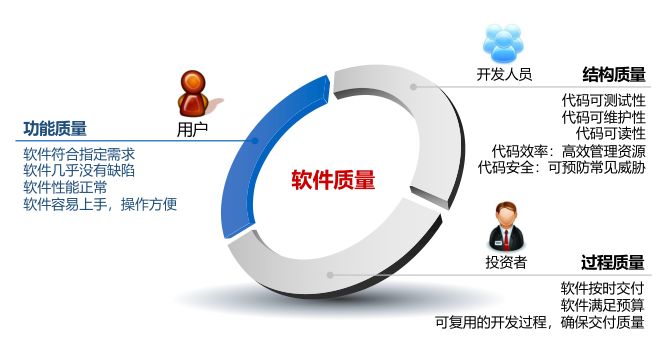 开发人员
结构质量
代码可测试性
代码可维护性
代码可读性
代码效率：高效管理资源
代码安全：可预防常见威胁
用户
功能质量
软件符合指定需求
软件几乎没有缺陷
软件性能正常
软件容易上手，操作方便
软件质量
投资者
过程质量
软件按时交付
软件满足预算
可复用的开发过程，确保交付质量